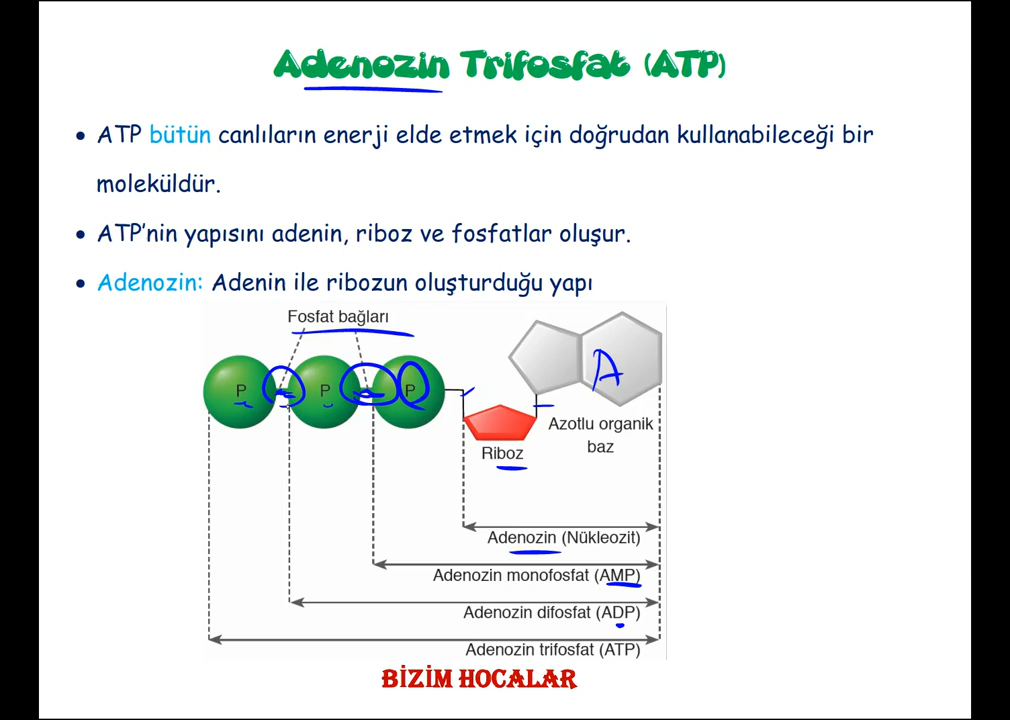 Adenozin Trifosfat (ATP)
• ATP bütün canlıların enerji elde etmek için doğrudan kullanabileceği bir
moleküldür.
• ATP'nin yapısını adenin, riboz ve fosfatlar oluşur.
• Adenozin: Adenin ile ribozun oluşturduğu yapı
Fosfat bağları
P P P
A
Azotlu organik
baz
Riboz
Adenozin (Nükleozit)
Adenozin monofosfat (AMP)
Adenozin difosfat (ADP)
Adenozin trifosfat (ATP)
BİZİM HOCALAR